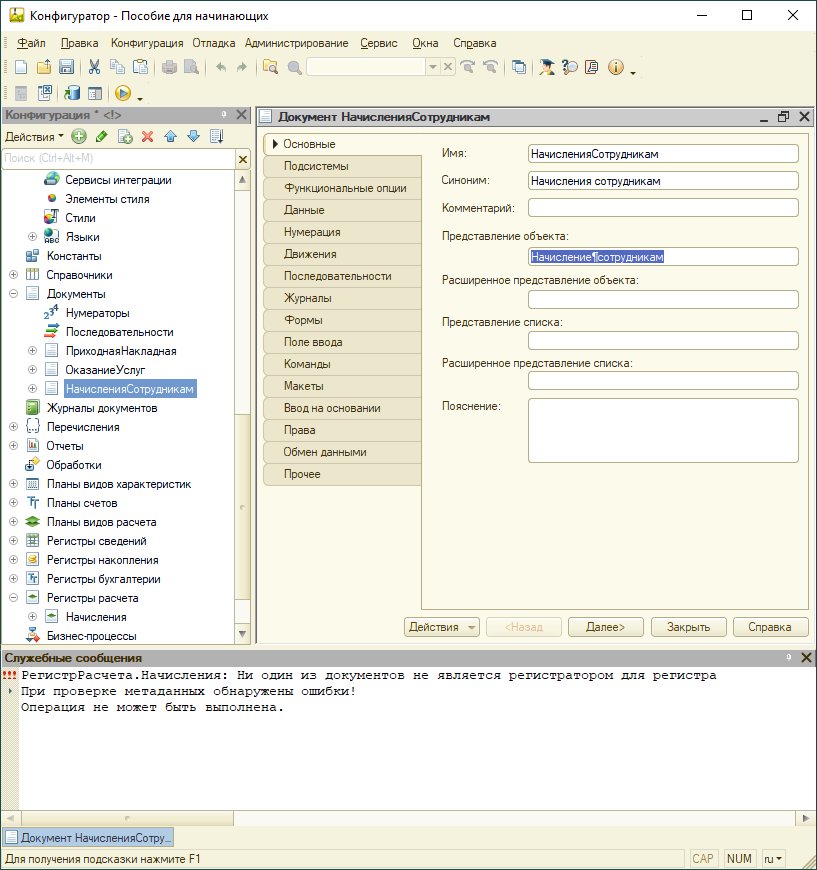 Конфигуратор - Пособие для начинающих
Файл Правка Конфигурация Отладка Администрирование Сервис Окна Справка
Конфигурация * <!>
Действия
Поиск (Ctrl+Alt+M)
Сервисы интеграции
Элементы стиля
Стили
Языки
Константы
Справочники
Документы
Нумераторы
Последовательности
ПриходнаяНакладная
ОказаниеУслуг
НачисленияСотрудникам
Журналы документов
Перечисления
Отчеты
Обработки
Планы видов характеристик
Планы счетов
Планы видов расчета
Регистры сведений
Регистры накопления
Регистры бухгалтерии
Регистры расчета
Начисления
Бизнес-процессы
Документ НачисленияСотрудникам
Основные
Подсистемы
Функциональные опции
Данные
Нумерация
Движения
Последовательности
Журналы
Формы
Поле ввода
Команды
Макеты
Ввод на основании
Права
Обмен данными
Прочее
Имя: НачисленияСотрудникам
Синоним: Начисления сотрудникам
Комментарий:
Представление объекта:
Начисление¶сотрудникам
Расширенное представление объекта:
Представление списка:
Расширенное представление списка:
Пояснение:
Действия <Назад Далее> Закрыть Справка
Служебные сообщения
РегистрРасчета.Начисления: Ни один из документов не является регистратором для регистра
При проверке метаданных обнаружены ошибки!
Операция не может быть выполнена.
Документ НачисленияСотру...
Для получения подсказки нажмите F1 CAP NUM ru